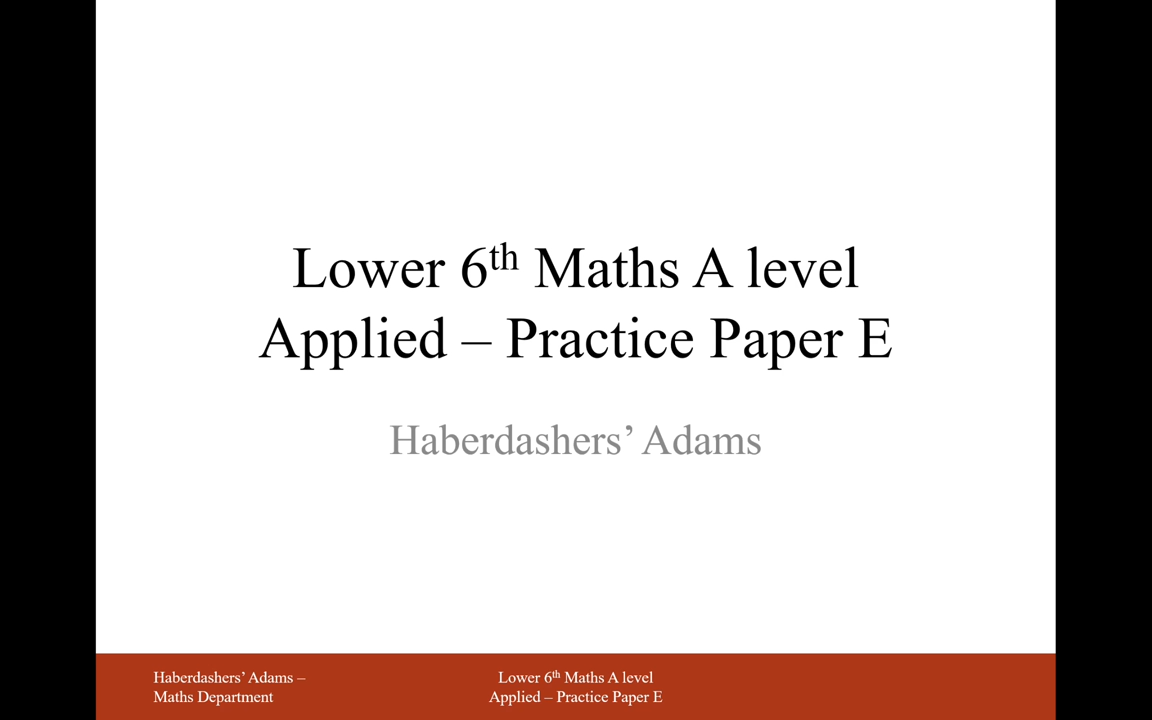 Lower 6th Maths A level
Applied – Practice Paper E
Haberdashers’ Adams
Haberdashers’ Adams –
Maths Department
Lower 6th Maths A level
Applied – Practice Paper E